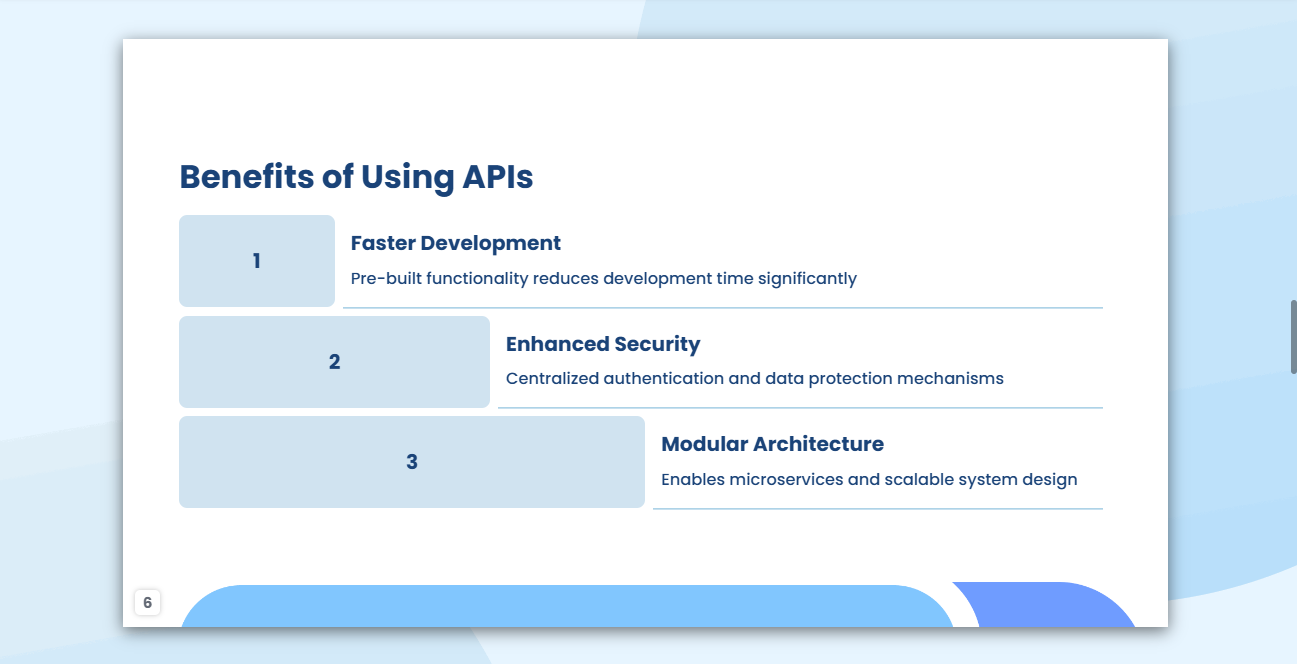 Benefits of Using APIs
1
Faster Development
Pre-built functionality reduces development time significantly
2
Enhanced Security
Centralized authentication and data protection mechanisms
3
Modular Architecture
Enables microservices and scalable system design
6